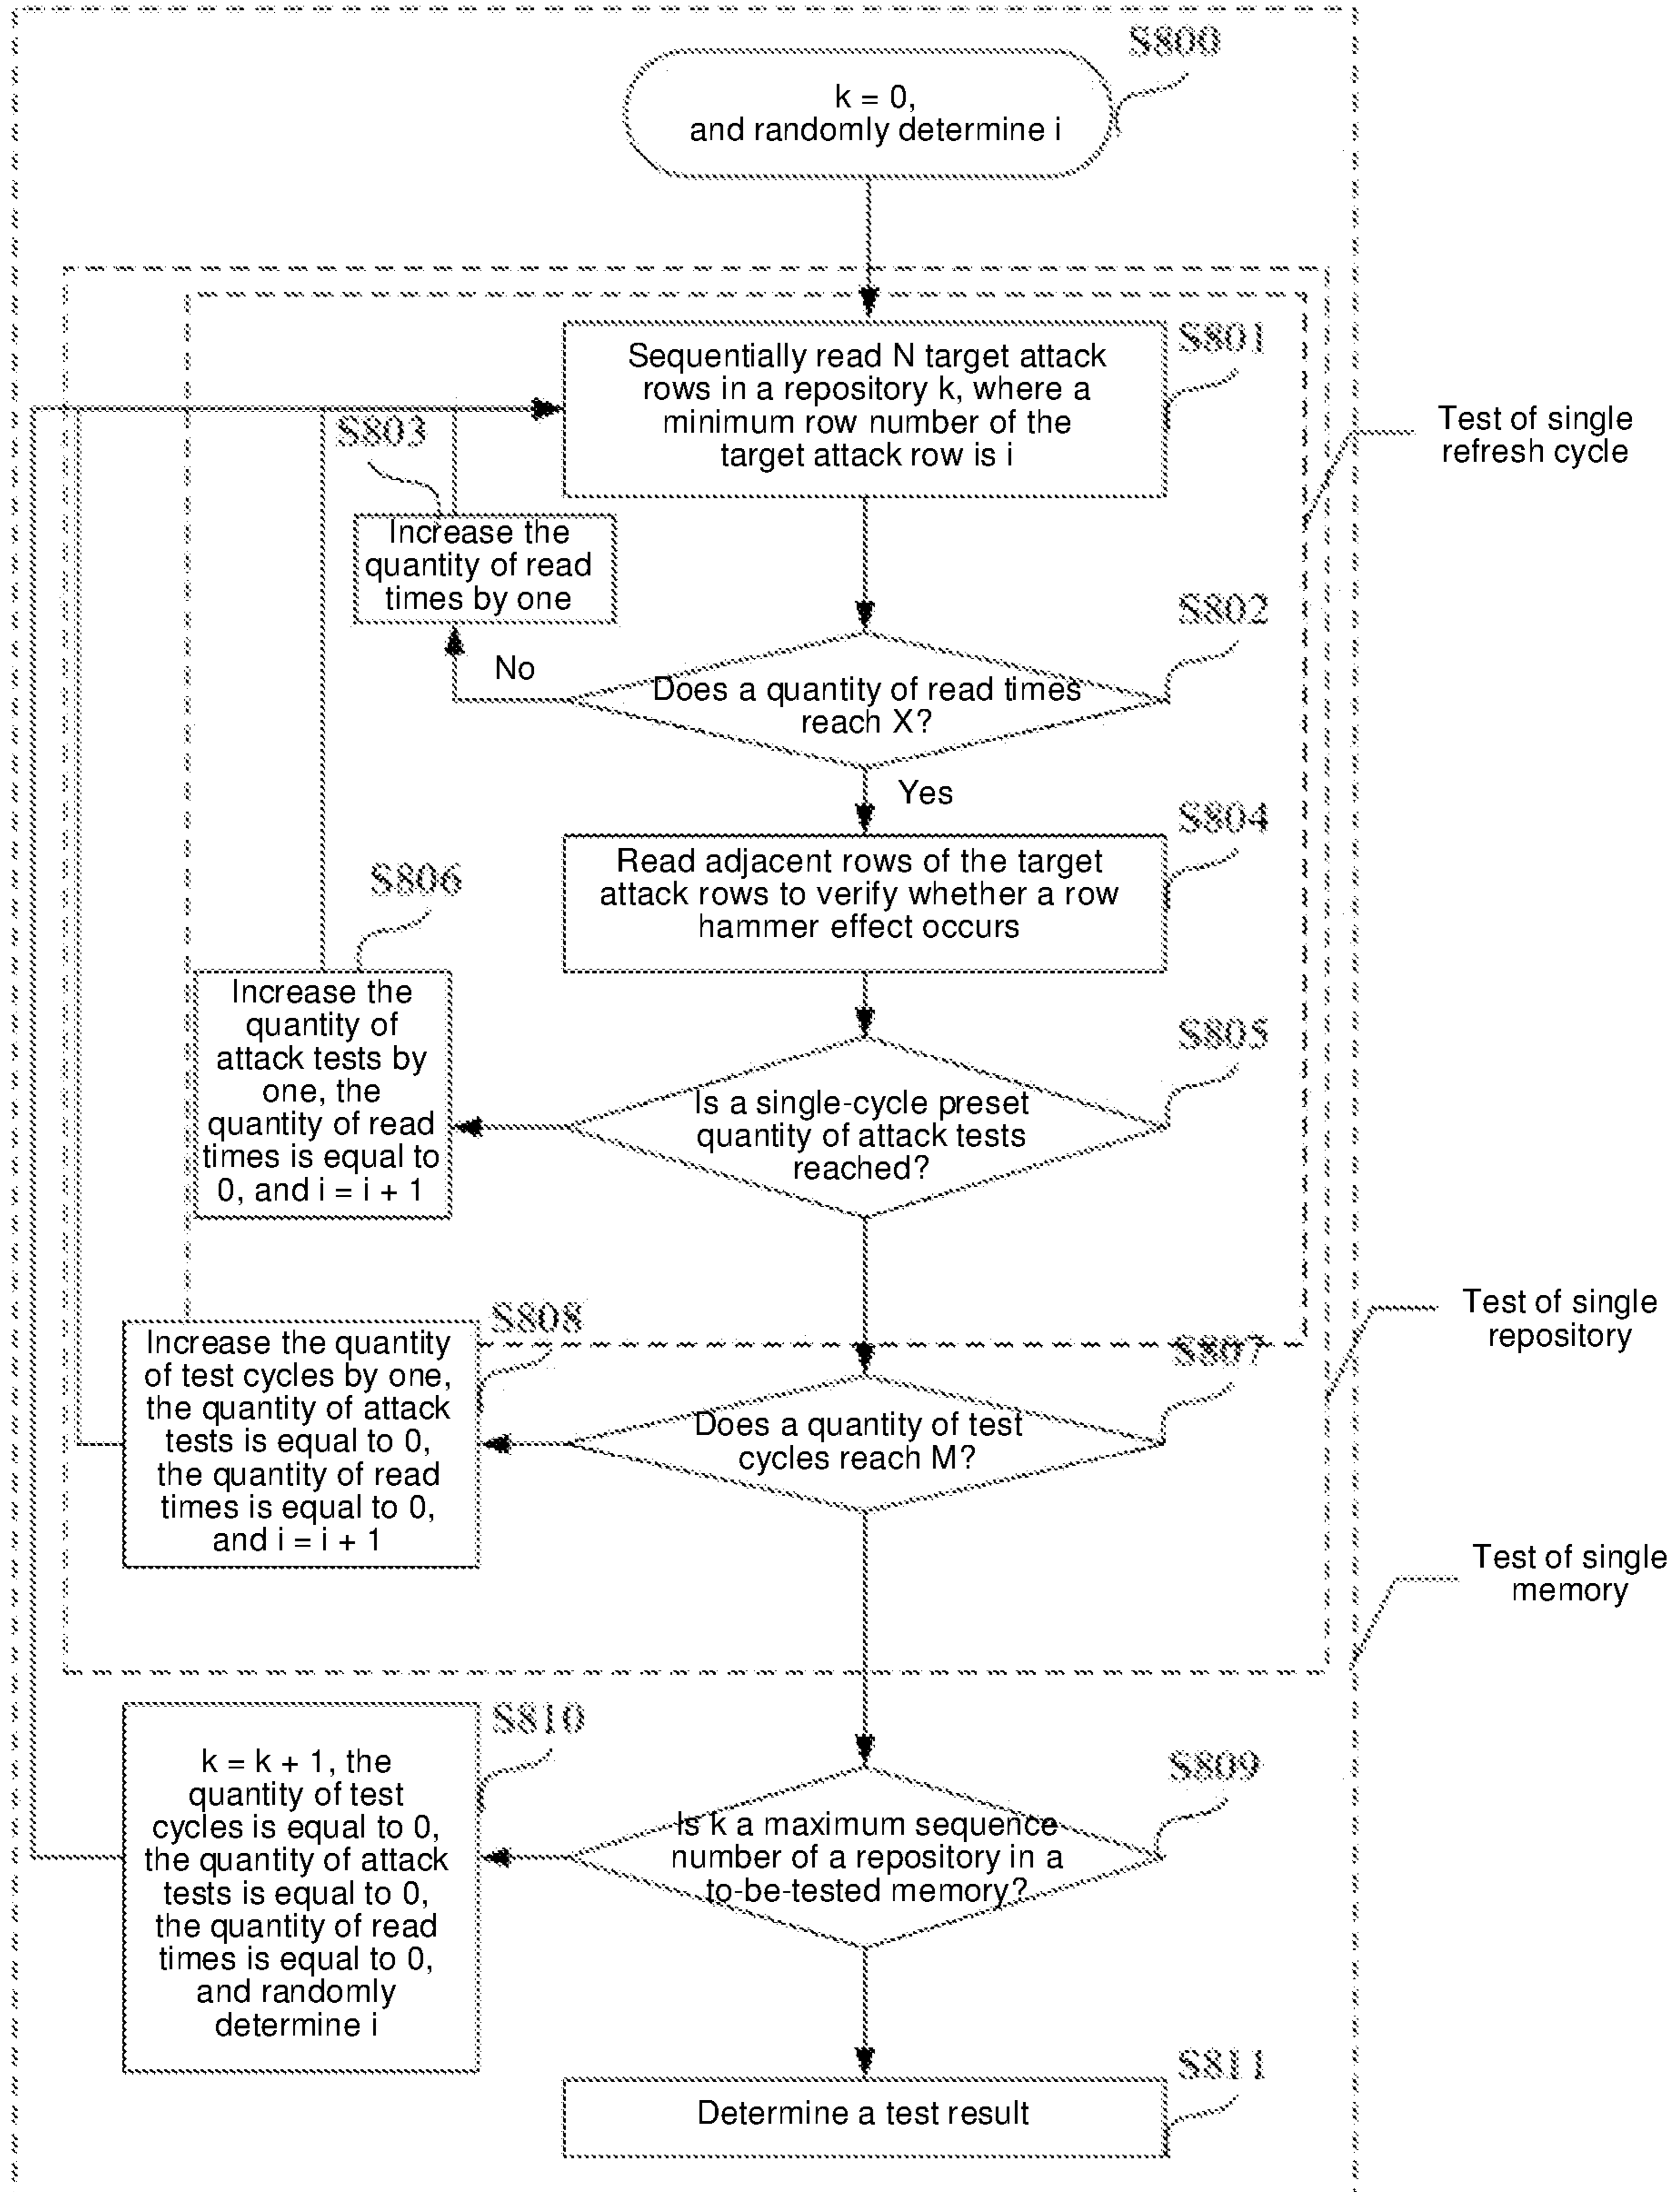 S800
k = 0,
and randomly determine i
S801
Sequentially read N target attack
rows in a repository k, where a
minimum row number of the
target attack row is i
Test of single
refresh cycle
S803
Increase the
quantity of read
times by one
S802
No
Does a quantity of read times
reach X?
Yes
S804
Read adjacent rows of the target
attack rows to verify whether a row
hammer effect occurs
S806
Increase the
quantity of
attack tests by
one, the
quantity of read
times is equal to
0, and i = i + 1
S805
Is a single-cycle preset
quantity of attack tests
reached?
Test of single
repository
S808
Increase the quantity
of test cycles by one,
the quantity of attack
tests is equal to 0,
the quantity of read
times is equal to 0,
and i = i + 1
S807
Does a quantity of test
cycles reach M?
Test of single
memory
S810
k = k + 1, the
quantity of test
cycles is equal to 0,
the quantity of attack
tests is equal to 0,
the quantity of read
times is equal to 0,
and randomly
determine i
S809
Is k a maximum sequence
number of a repository in a
to-be-tested memory?
S811
Determine a test result